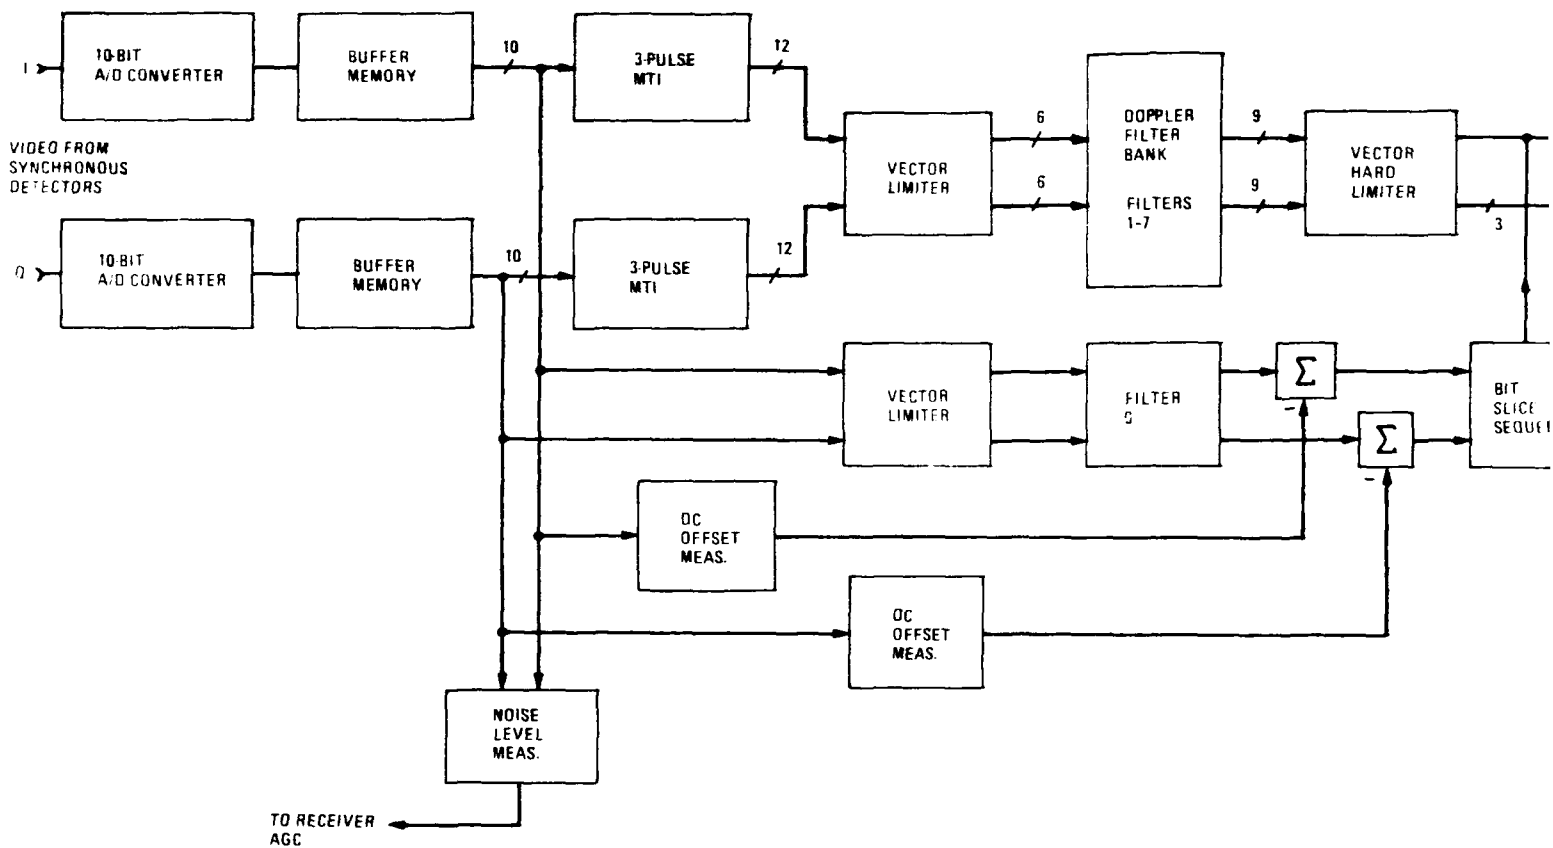 I
10-BIT
A/D CONVERTER
BUFFER
MEMORY
10
3-PULSE
MTI
12
VIDEO FROM
SYNCHRONOUS
DETECTORS
VECTOR
LIMITER
6
6
DOPPLER
FILTER
BANK
FILTERS
1-7
9
9
VECTOR
HARD
LIMITER
3
Q
10-BIT
A/D CONVERTER
BUFFER
MEMORY
10
3-PULSE
MTI
12
VECTOR
LIMITER
FILTER
Σ
−
Σ
−
BIT
SLICE
SEQUE
DC
OFFSET
MEAS.
DC
OFFSET
MEAS.
NOISE
LEVEL
MEAS.
TO RECEIVER
AGC